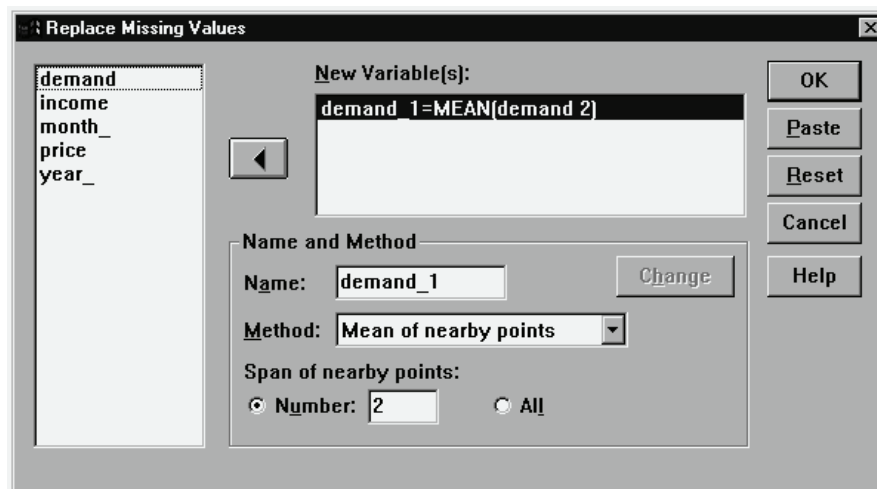 Replace Missing Values
demand
income
month_
price
year_
New Variable(s):
demand_1=MEAN(demand 2)
Name and Method
Name: demand_1
Change
Method: Mean of nearby points
Span of nearby points:
Number: 2
All
OK
Paste
Reset
Cancel
Help